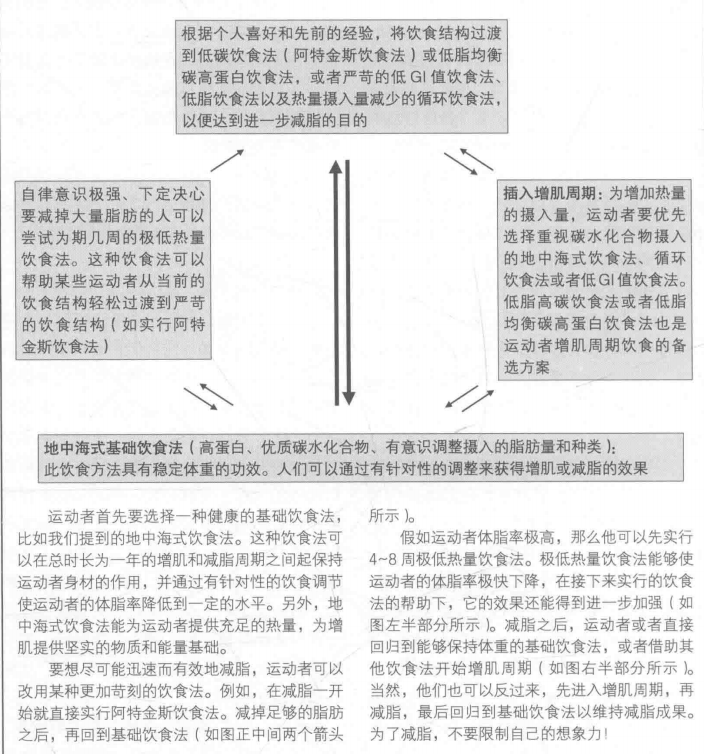 根据个人喜好和先前的经验，将饮食结构过渡
到低碳饮食法（阿特金斯饮食法）或低脂均衡
碳高蛋白饮食法，或者严苛的低 GI 值饮食法、
低脂饮食法以及热量摄入量减少的循环饮食法，
以便达到进一步减脂的目的
自律意识极强、下定决心
要减掉大量脂肪的人可以
尝试为期几周的极低热量
饮食法。这种饮食法可以
帮助某些运动者从当前的
饮食结构轻松过渡到严苛
的饮食结构（如实行阿特
金斯饮食法）
插入增肌周期：为增加热量
的摄入量，运动者要优先
选择重视碳水化合物摄入
的地中海式饮食法、循环
饮食法或者低GI值饮食法。
低脂高碳饮食法或者低脂
均衡碳高蛋白饮食法也是
运动者增肌周期饮食的备
选方案
地中海式基础饮食法（高蛋白、优质碳水化合物、有意识调整摄入的脂肪量和种类）；
此饮食方法具有稳定体重的功效。人们可以通过有针对性的调整来获得增肌或减脂的效果
运动者首先要选择一种健康的基础饮食法，
比如我们提到的地中海式饮食法。这种饮食法可
以在总时长为一年的增肌和减脂周期之间起保持
运动者身材的作用，并通过有针对性的饮食调节
使运动者的体脂率降低到一定的水平。另外，地
中海式饮食法能为运动者提供充足的热量，为增
肌提供坚实的物质和能量基础。
要想尽可能迅速而有效地减脂，运动者可以
改用某种更加苛刻的饮食法。例如，在减脂一开
始就直接实行阿特金斯饮食法。减掉足够的脂肪
之后，再回到基础饮食法（如图正中间两个箭头
所示）。
假如运动者体脂率极高，那么他可以先实行
4~8 周极低热量饮食法。极低热量饮食法能够使
运动者的体脂率极快下降，在接下来实行的饮食
法的帮助下，它的效果还能得到进一步加强（如
图左半部分所示）。减脂之后，运动者或者直接
回归到能够保持体重的基础饮食法，或者借助其
他饮食法开始增肌周期（如图右半部分所示）。
当然，他们也可以反过来，先进入增肌周期，再
减脂，最后回归到基础饮食法以维持减脂成果。
为了减脂，不要限制自己的想象力！